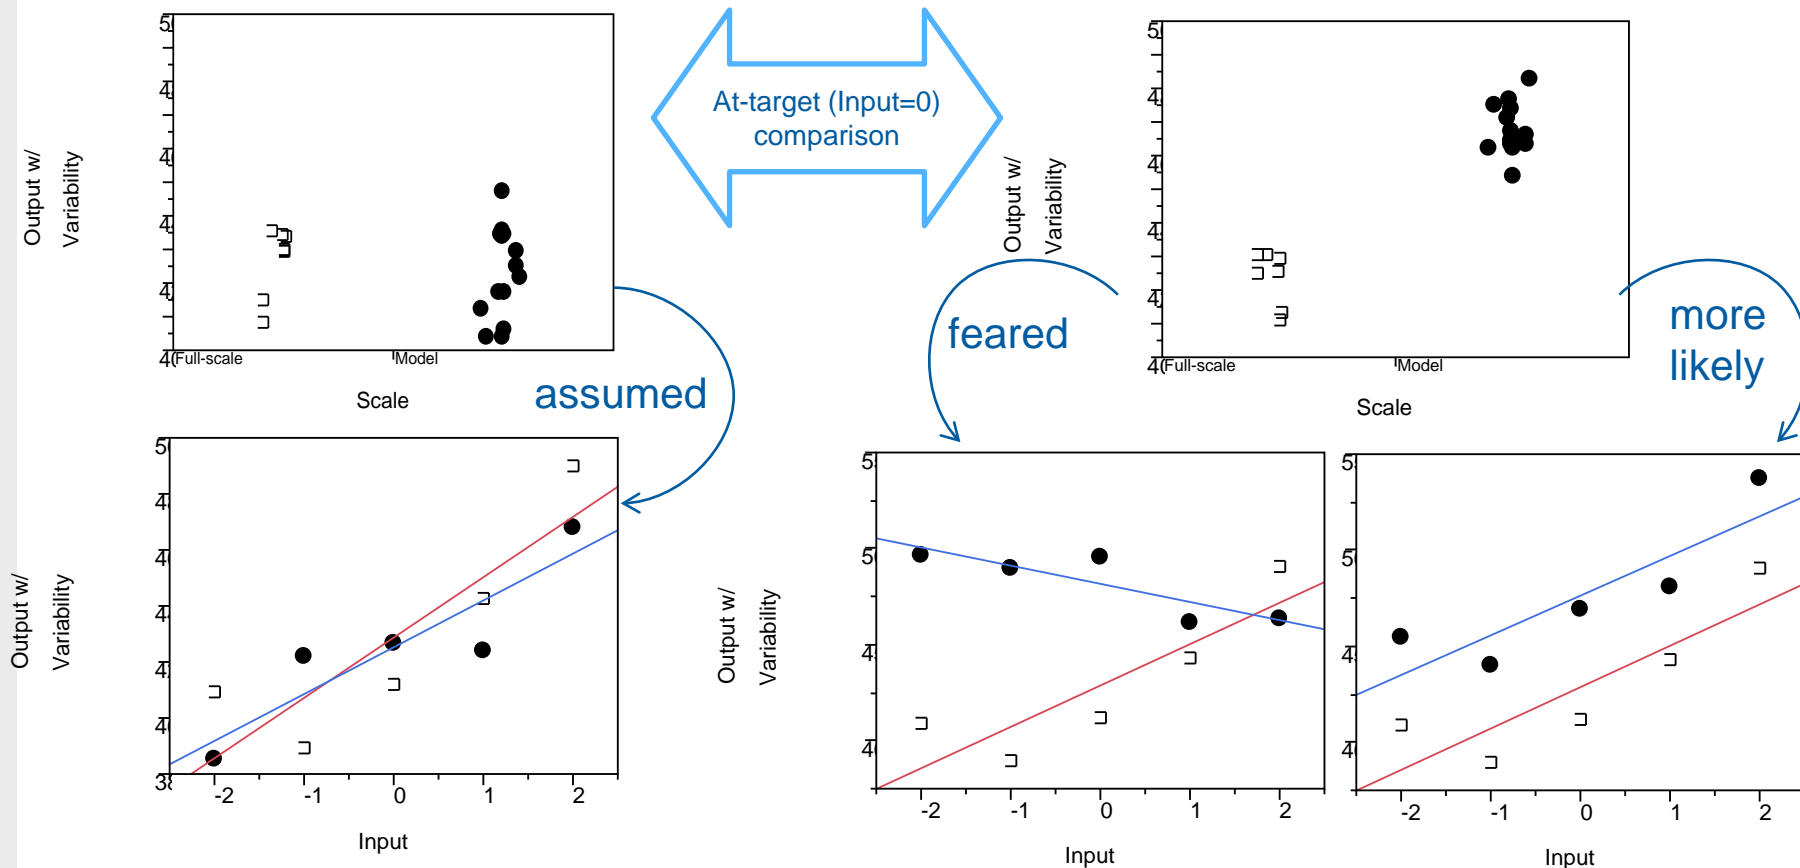 At-target (Input=0)
comparison
Output w/
Variability
Full-scale
Model
Scale
assumed
Output w/
Variability
Full-scale
Model
Scale
feared
more
likely
Output w/
Variability
-2
-1
0
1
2
Input
Output w/
Variability
-2
-1
0
1
2
Input
-2
-1
0
1
2
Input